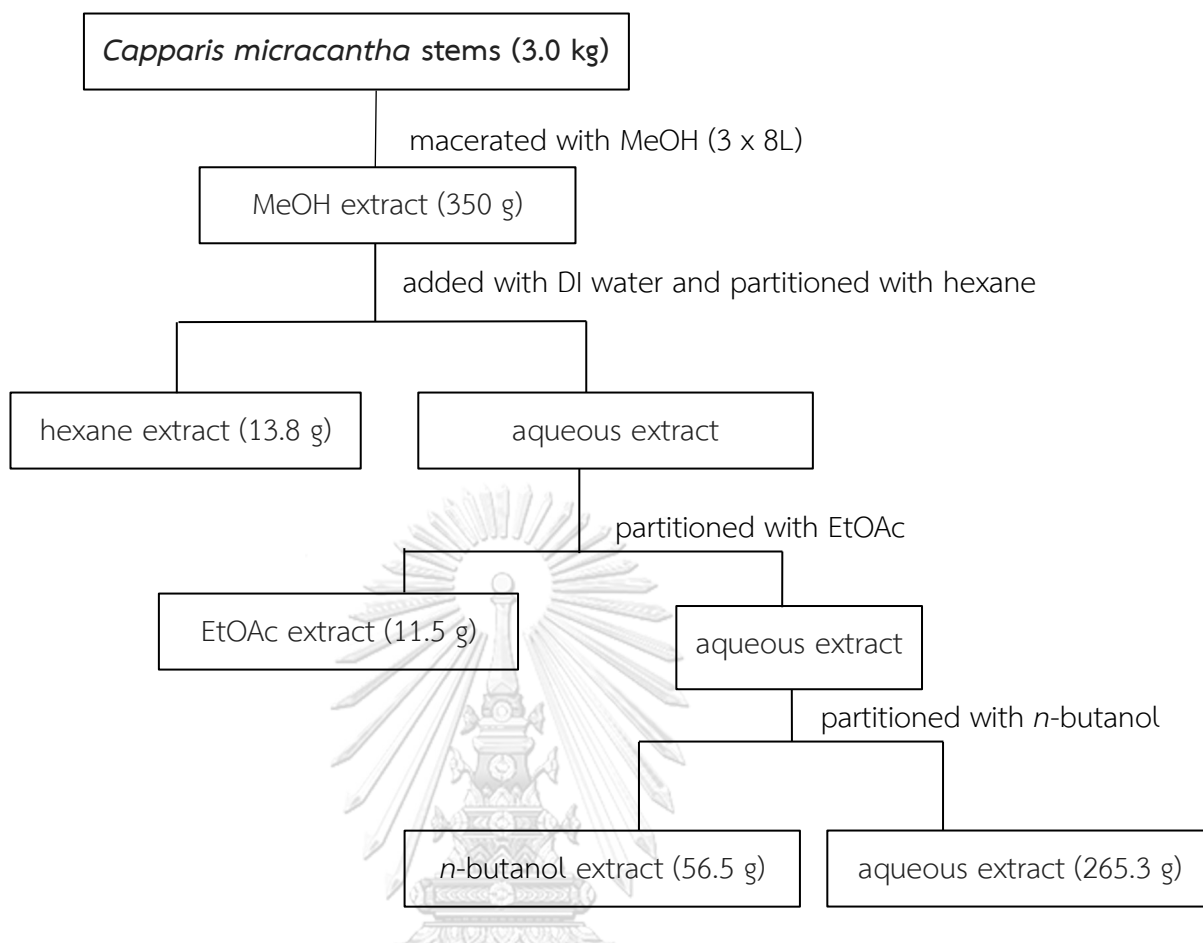 Capparis micracantha stems (3.0 kg)
macerated with MeOH (3 x 8L)
MeOH extract (350 g)
added with DI water and partitioned with hexane
hexane extract (13.8 g)
aqueous extract
partitioned with EtOAc
EtOAc extract (11.5 g)
aqueous extract
partitioned with n-butanol
n-butanol extract (56.5 g)
aqueous extract (265.3 g)